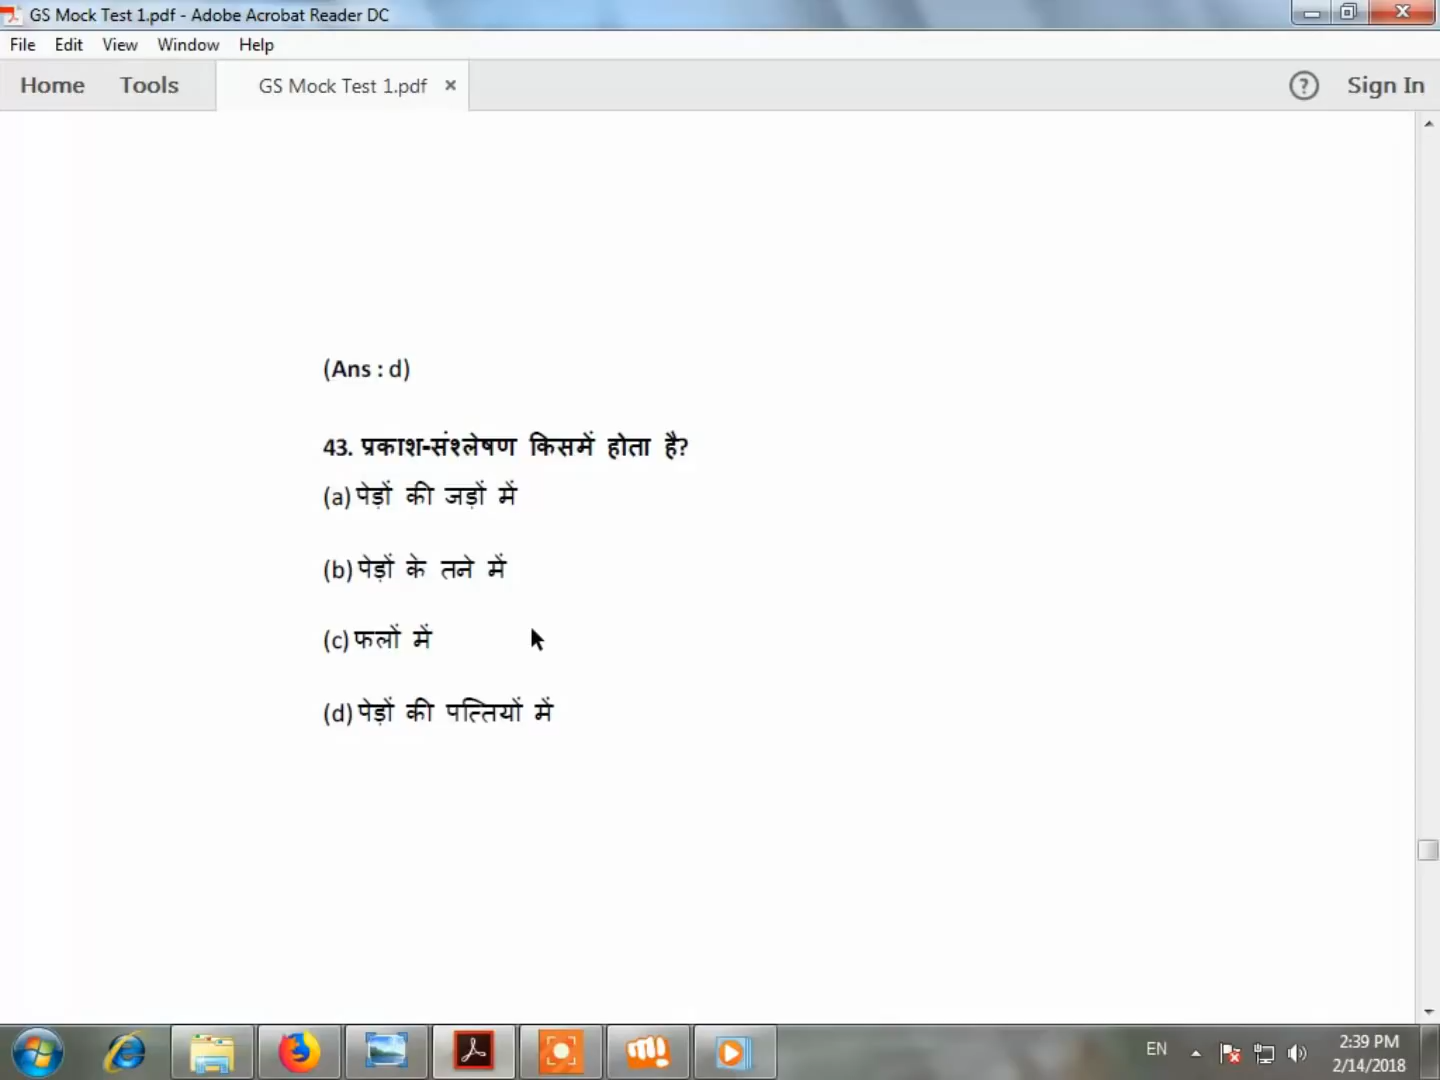 GS Mock Test 1.pdf - Adobe Acrobat Reader DC
File Edit View Window Help
Home Tools GS Mock Test 1.pdf × ? Sign In
(Ans : d)
43. प्रकाश-संश्लेषण किसमें होता है?
(a) पेड़ों की जड़ों में
(b) पेड़ों के तने में
(c) फलों में
(d) पेड़ों की पत्तियों में
EN 2:39 PM
2/14/2018